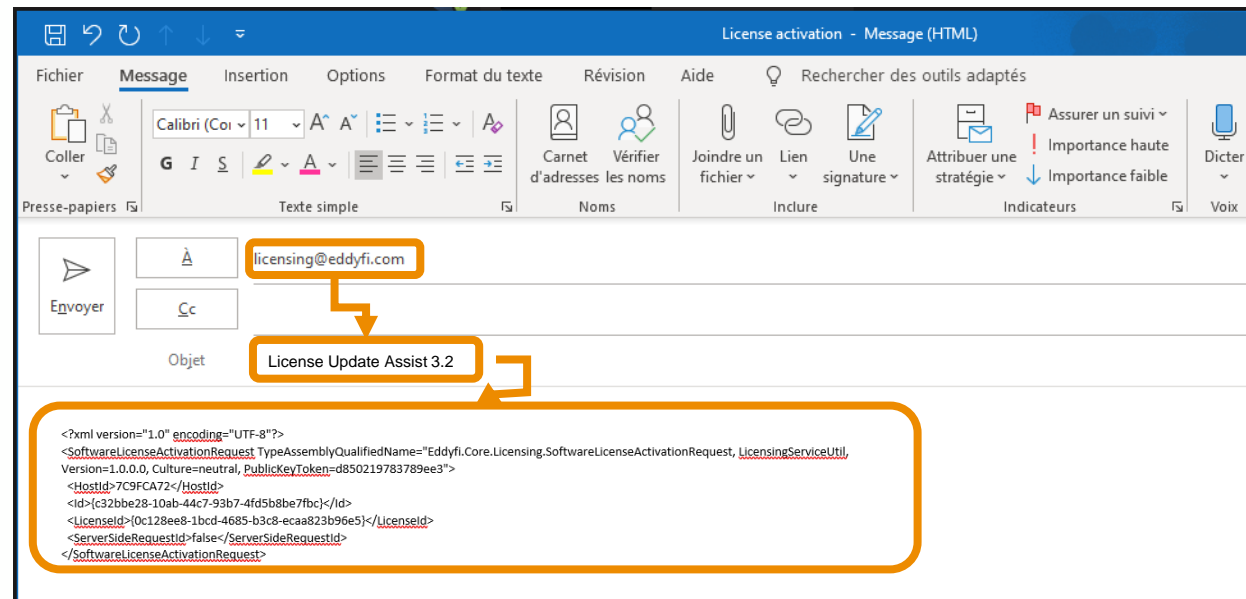 License activation - Message (HTML)
Fichier Message Insertion Options Format du texte Révision Aide Rechercher des outils adaptés
Coller
Calibri (Coı 11
G I S
Carnet d'adresses
Vérifier les noms
Joindre un fichier
Lien
Une signature
Attribuer une stratégie
Assurer un suivi
Importance haute
Importance faible
Dicter
Presse-papiers Texte simple Noms Inclure Indicateurs Voix
Envoyer
À licensing@eddyfi.com
Cc
Objet License Update Assist 3.2
<?xml version="1.0" encoding="UTF-8"?>
<SoftwareLicenseActivationRequest TypeAssemblyQualifiedName="Eddyfi.Core.Licensing.SoftwareLicenseActivationRequest, LicensingServiceUtil,
Version=1.0.0.0, Culture=neutral, PublicKeyToken=d850219783789ee3">
<HostId>7C9FCA72</HostId>
<Id>{c32bbe28-10ab-44c7-93b7-4fd5b8be7fbc}</Id>
<LicenseId>{0c128ee8-1bcd-4685-b3c8-ecaa823b96e5}</LicenseId>
<ServerSideRequestId>false</ServerSideRequestId>
</SoftwareLicenseActivationRequest>